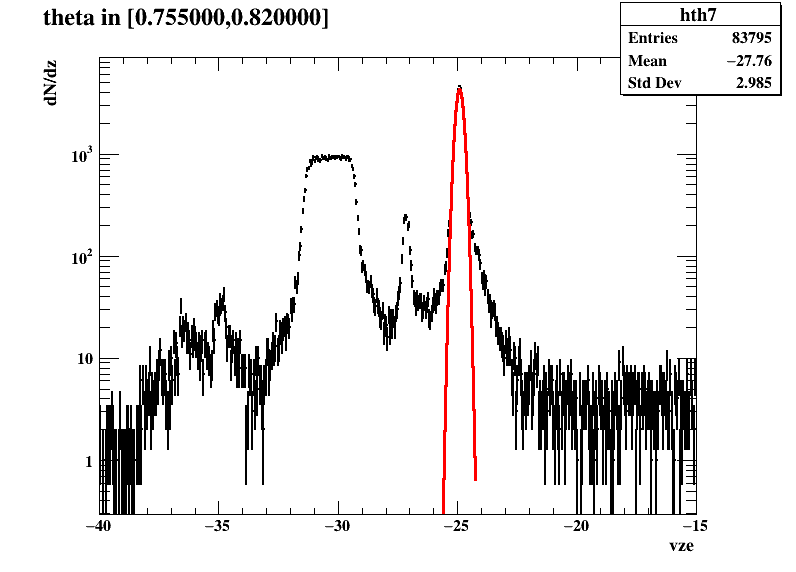 theta in [0.755000,0.820000]
hth7
Entries 83795
Mean −27.76
Std Dev 2.985
dN/dz
10³
10²
10
1
−40 −35 −30 −25 −20 −15
vze